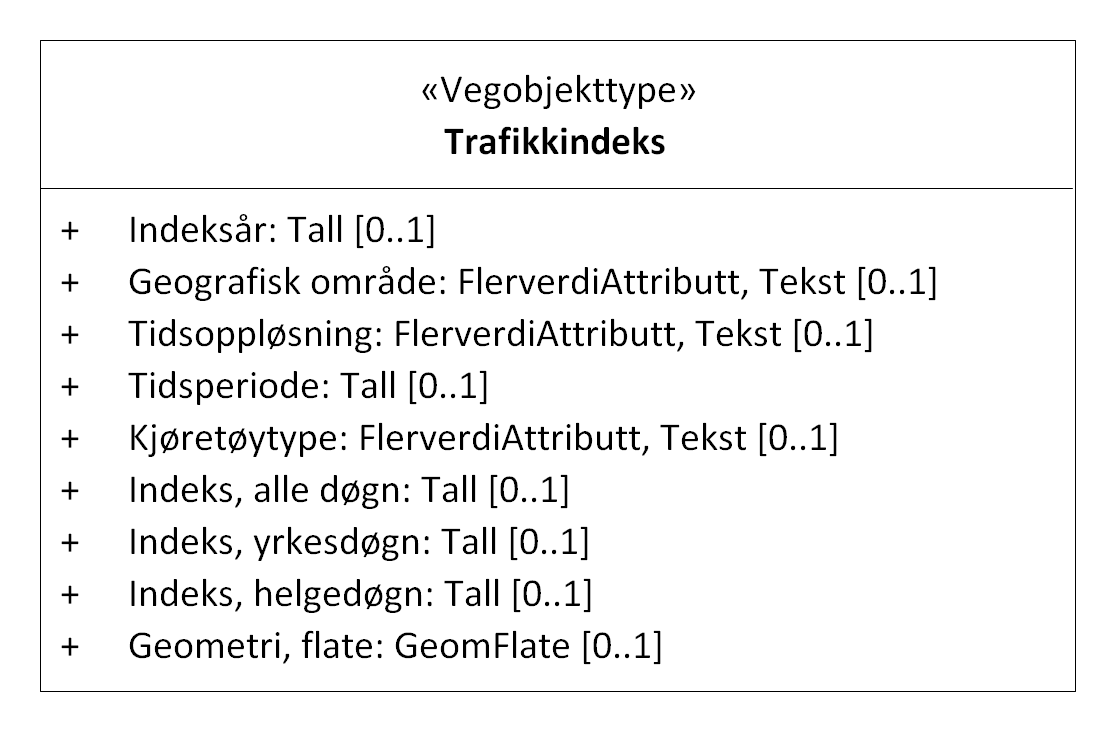 «Vegobjekttype»
Trafikkindeks
+ Indeksår: Tall [0..1]
+ Geografisk område: FlerverdiAttributt, Tekst [0..1]
+ Tidsoppløsning: FlerverdiAttributt, Tekst [0..1]
+ Tidsperiode: Tall [0..1]
+ Kjøretøytype: FlerverdiAttributt, Tekst [0..1]
+ Indeks, alle døgn: Tall [0..1]
+ Indeks, yrkesdøgn: Tall [0..1]
+ Indeks, helgedøgn: Tall [0..1]
+ Geometri, flate: GeomFlate [0..1]